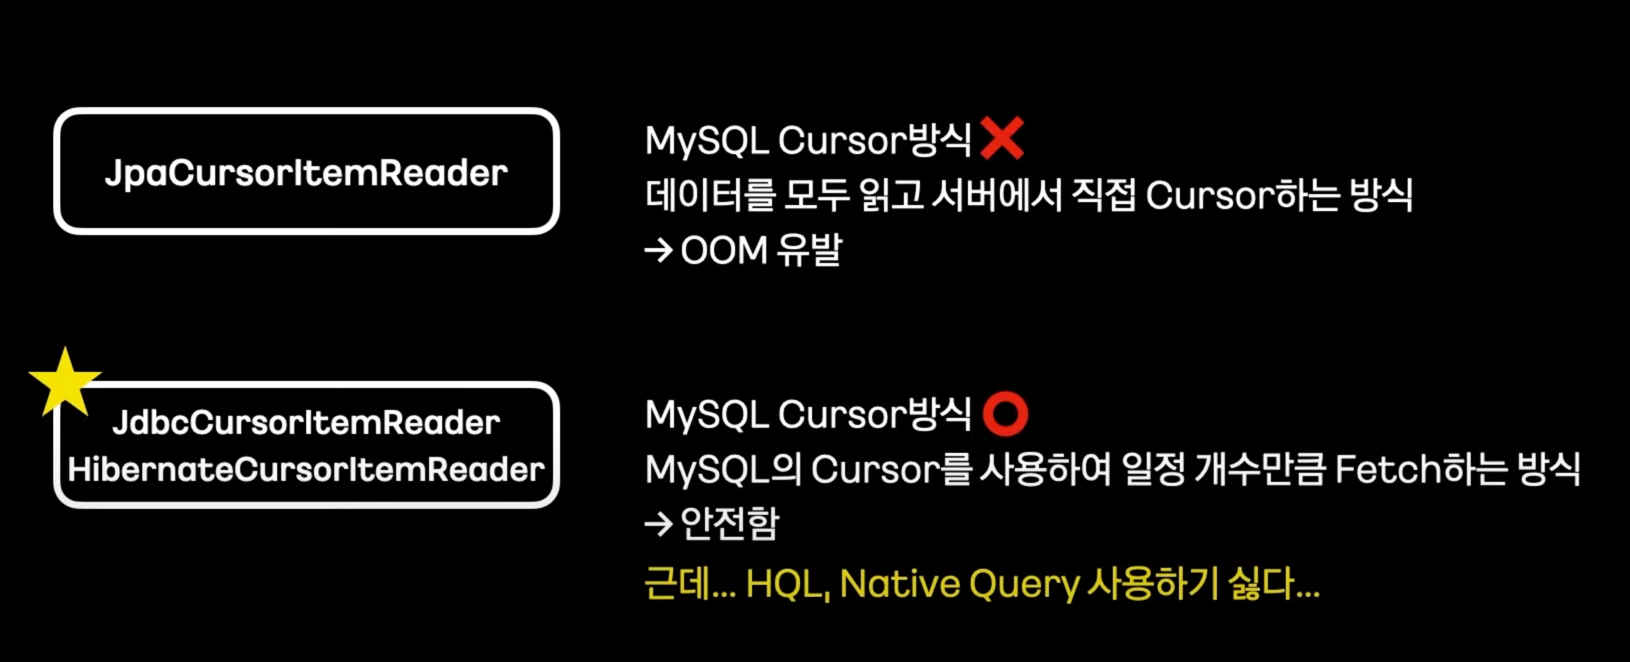 JpaCursorItemReader
MySQL Cursor방식
데이터를 모두 읽고 서버에서 직접 Cursor하는 방식
→ OOM 유발
JdbcCursorItemReader
HibernateCursorItemReader
MySQL Cursor방식
MySQL의 Cursor를 사용하여 일정 개수만큼 Fetch하는 방식
→ 안전함
근데... HQL, Native Query 사용하기 싫다...